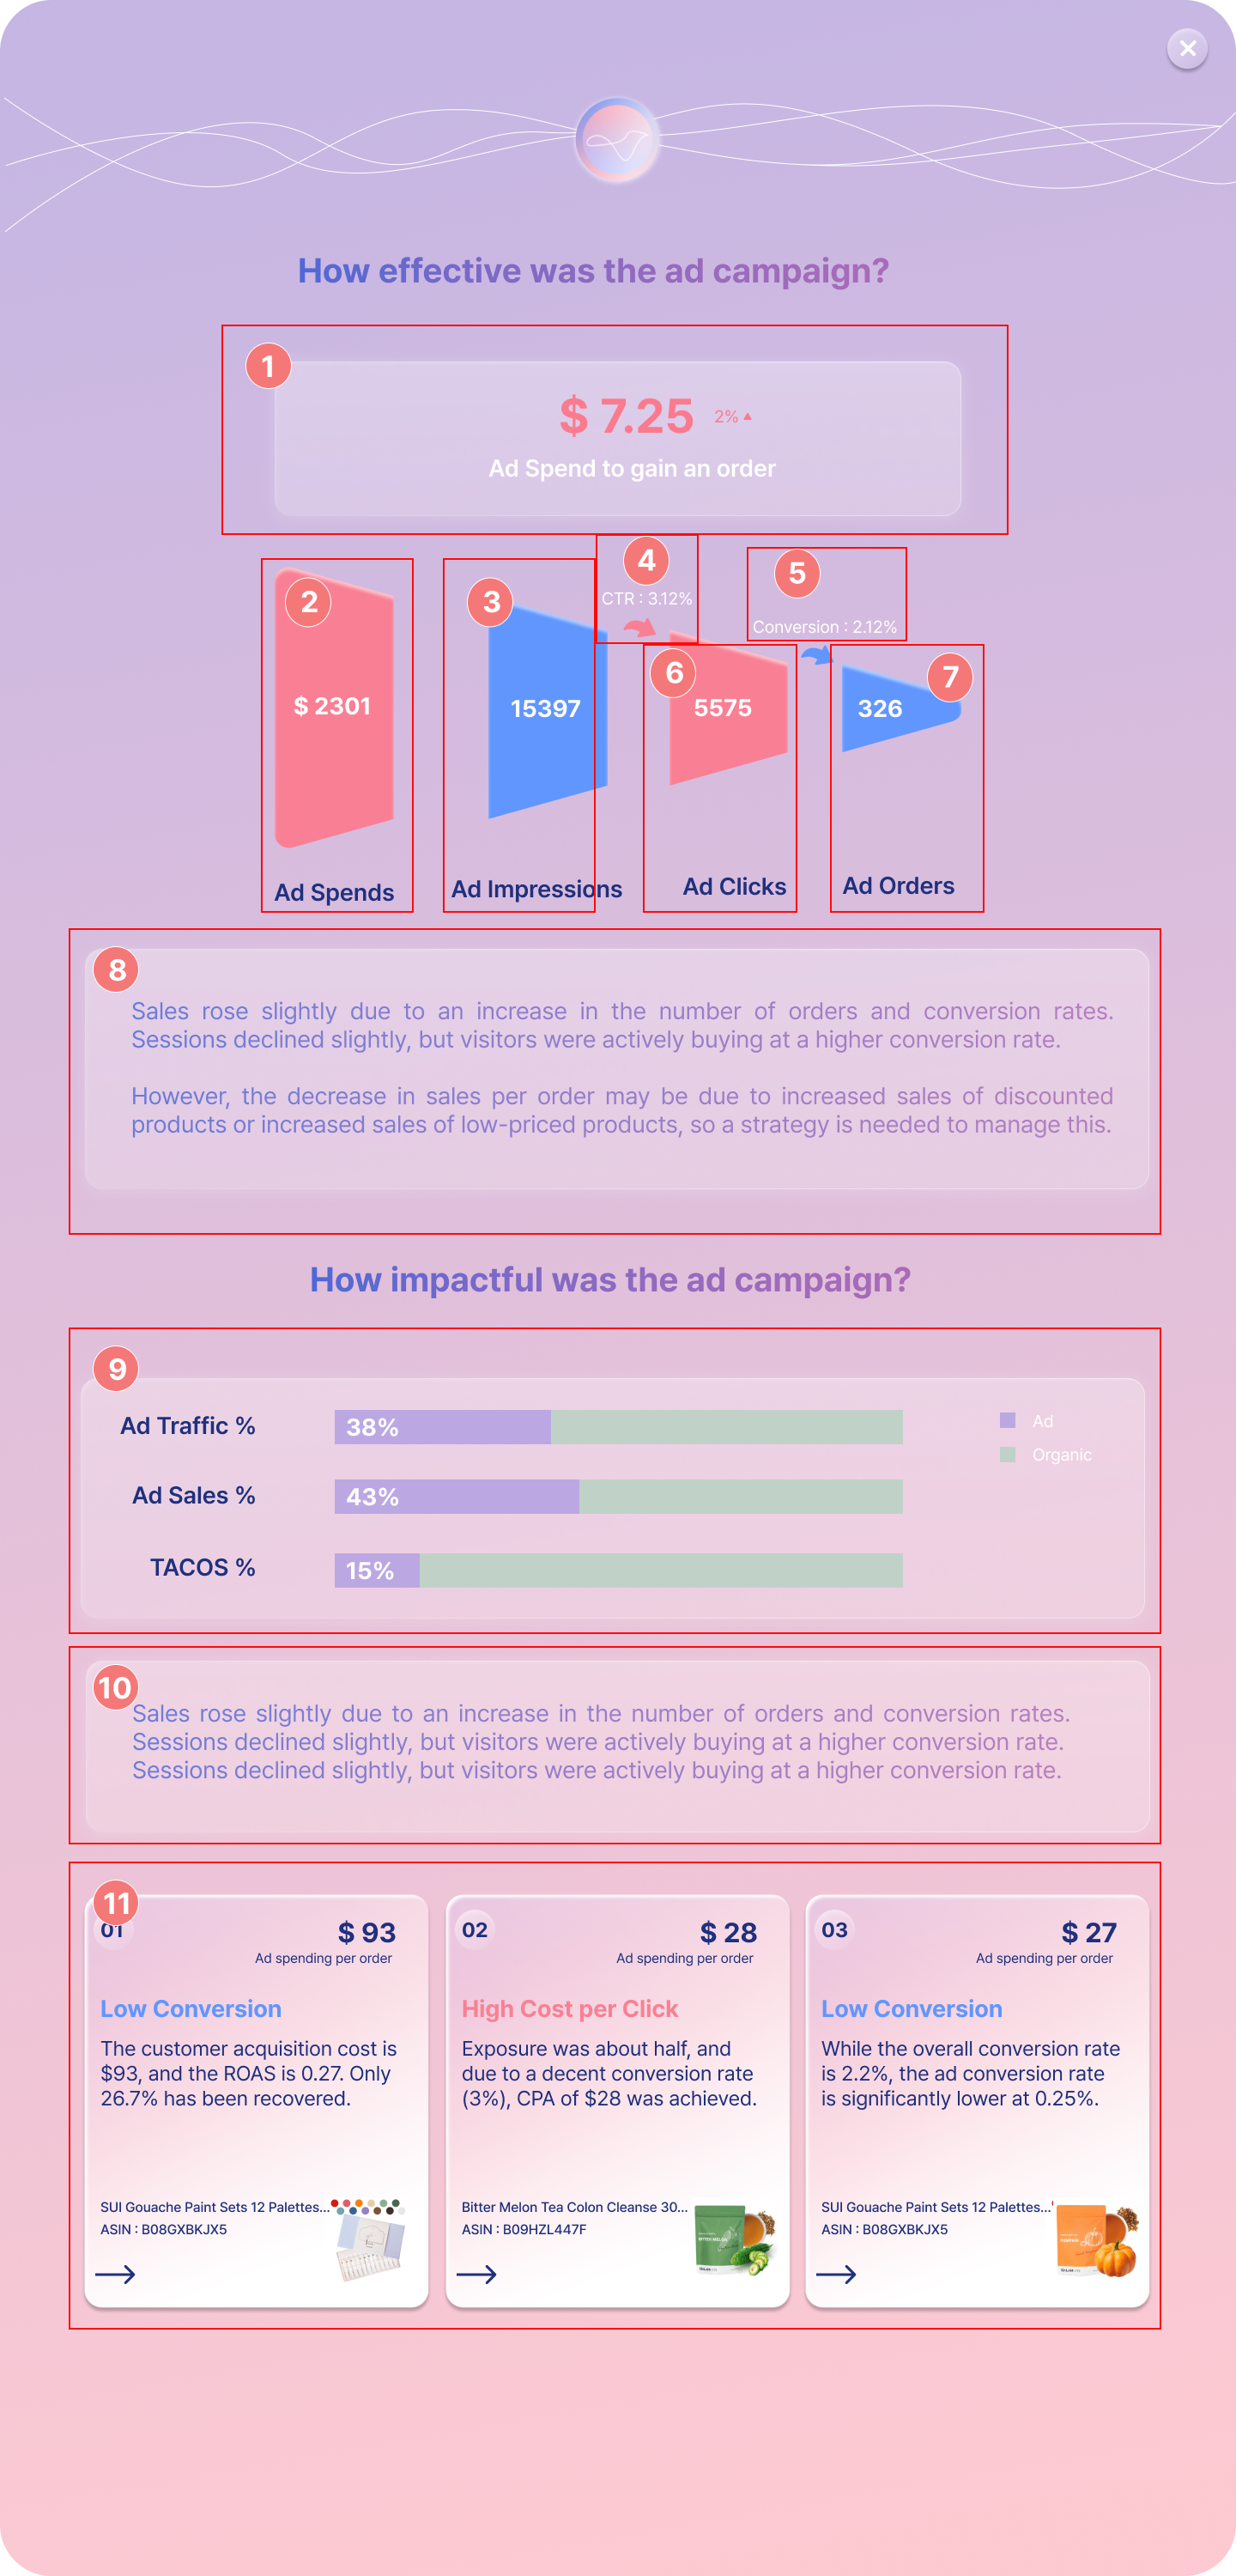 How effective was the ad campaign?
1
$ 7.25 2% ▲
Ad Spend to gain an order
2
$ 2301
Ad Spends
3
15397
Ad Impressions
4
CTR : 3.12%
5
Conversion : 2.12%
6
5575
Ad Clicks
7
326
Ad Orders
8
Sales rose slightly due to an increase in the number of orders and conversion rates.
Sessions declined slightly, but visitors were actively buying at a higher conversion rate.
However, the decrease in sales per order may be due to increased sales of discounted
products or increased sales of low-priced products, so a strategy is needed to manage this.
How impactful was the ad campaign?
9
Ad Traffic % 38%
Ad Sales % 43%
TACOS % 15%
Ad
Organic
10
Sales rose slightly due to an increase in the number of orders and conversion rates.
Sessions declined slightly, but visitors were actively buying at a higher conversion rate.
Sessions declined slightly, but visitors were actively buying at a higher conversion rate.
11
01
$ 93
Ad spending per order
Low Conversion
The customer acquisition cost is
$93, and the ROAS is 0.27. Only
26.7% has been recovered.
SUI Gouache Paint Sets 12 Palettes...
ASIN : B08GXBKJX5
02
$ 28
Ad spending per order
High Cost per Click
Exposure was about half, and
due to a decent conversion rate
(3%), CPA of $28 was achieved.
Bitter Melon Tea Colon Cleanse 30...
ASIN : B09HZL447F
BITTER MELON
03
$ 27
Ad spending per order
Low Conversion
While the overall conversion rate
is 2.2%, the ad conversion rate
is significantly lower at 0.25%.
SUI Gouache Paint Sets 12 Palettes...
ASIN : B08GXBKJX5
PUMPKIN